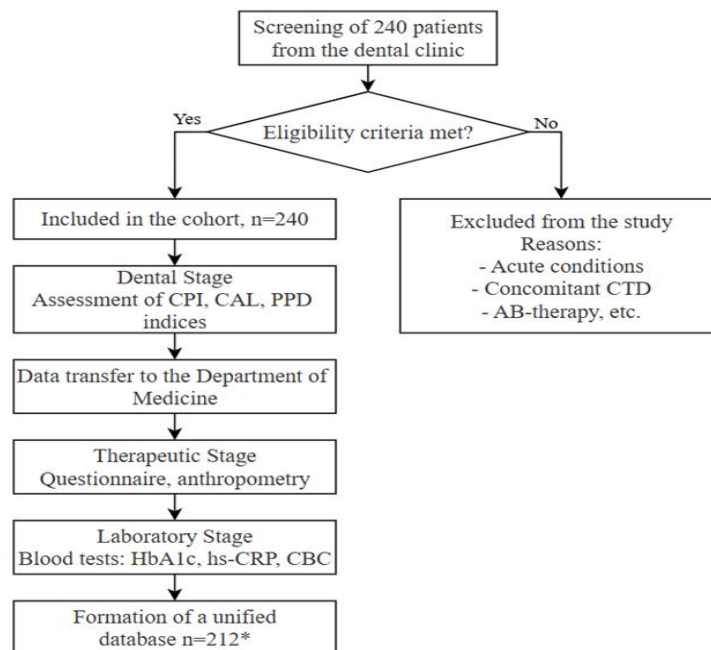 Screening of 240 patients
from the dental clinic
Eligibility criteria met?
Yes
No
Included in the cohort, n=240
Excluded from the study
Reasons:
- Acute conditions
- Concomitant CTD
- AB-therapy, etc.
Dental Stage
Assessment of CPI, CAL, PPD
indices
Data transfer to the Department of
Medicine
Therapeutic Stage
Questionnaire, anthropometry
Laboratory Stage
Blood tests: HbA1c, hs-CRP, CBC
Formation of a unified
database n=212*